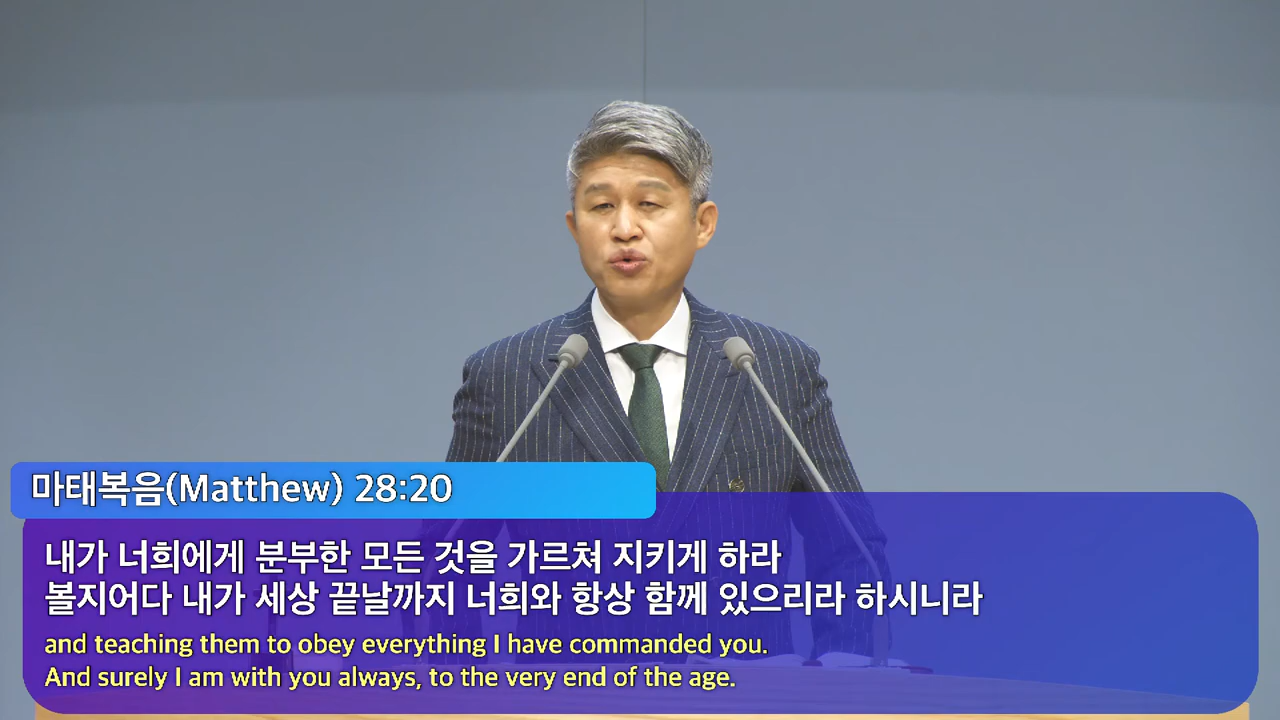 마태복음(Matthew) 28:20
내가 너희에게 분부한 모든 것을 가르쳐 지키게 하라
볼지어다 내가 세상 끝날까지 너희와 항상 함께 있으리라 하시니라
and teaching them to obey everything I have commanded you.
And surely I am with you always, to the very end of the age.